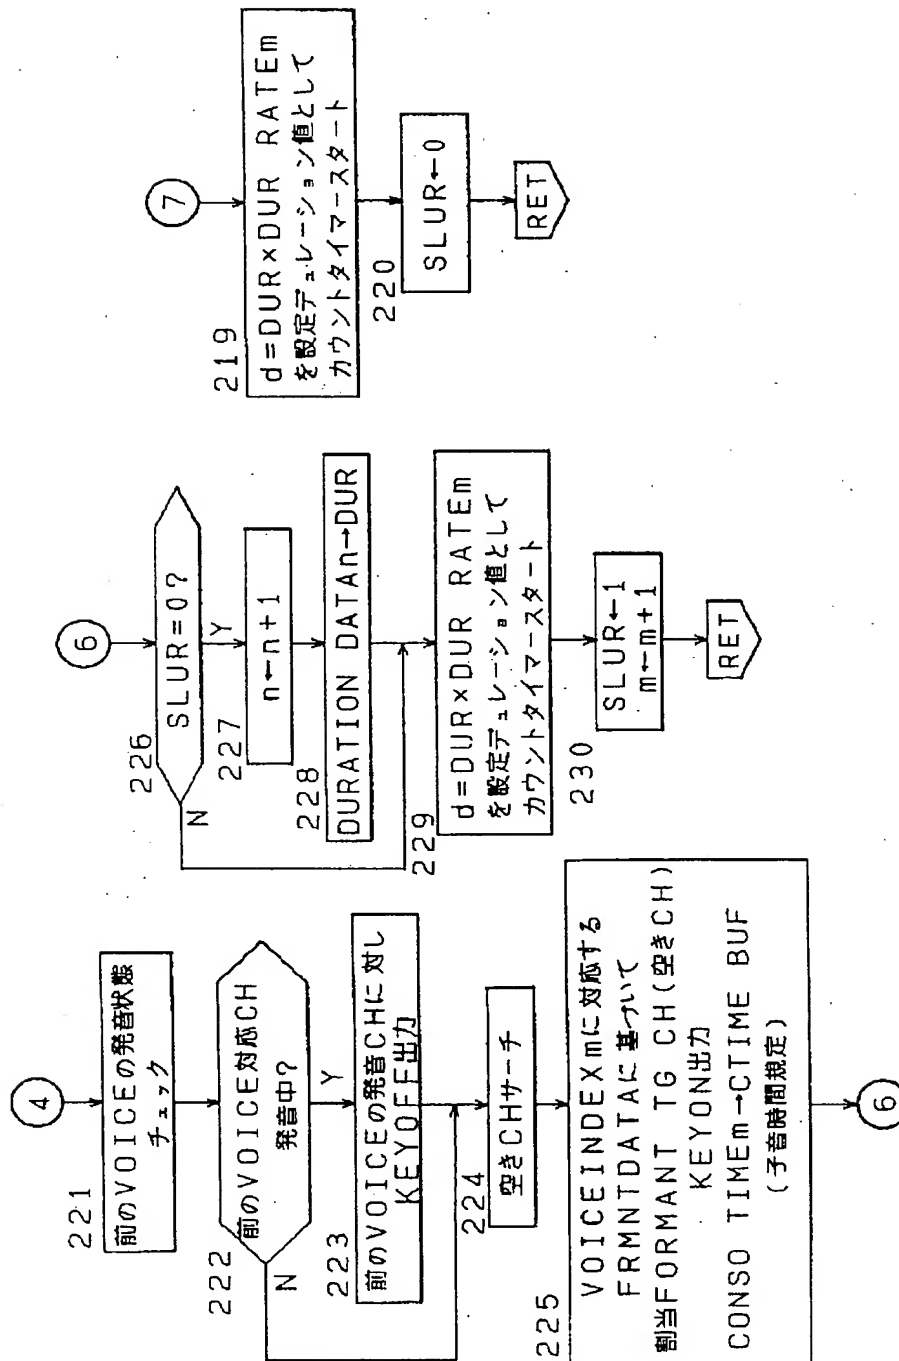 4
221
前のVOICEの発音状態
チェック
222
前のVOICE対応CH
発音中?
Y
N
223
前のVOICEの発音CHに対し
KEYOFF出力
224
空きCHサーチ
225
VOICEINDEXmに対応する
FRMNTDATAに基づいて
割当FORMANT TG CH(空きCH)
KEYON出力
CONSO TIMEm→CTIME BUF
(子音時間規定)
6
6
226
SLUR=0?
Y
N
227
n←n+1
228
DURATION DATAn→DUR
229
d=DUR×DUR RATEm
を設定デュレーション値として
カウントタイマースタート
230
SLUR←1
m←m+1
RET
7
219
d=DUR×DUR RATEm
を設定デュレーション値として
カウントタイマースタート
220
SLUR←0
RET